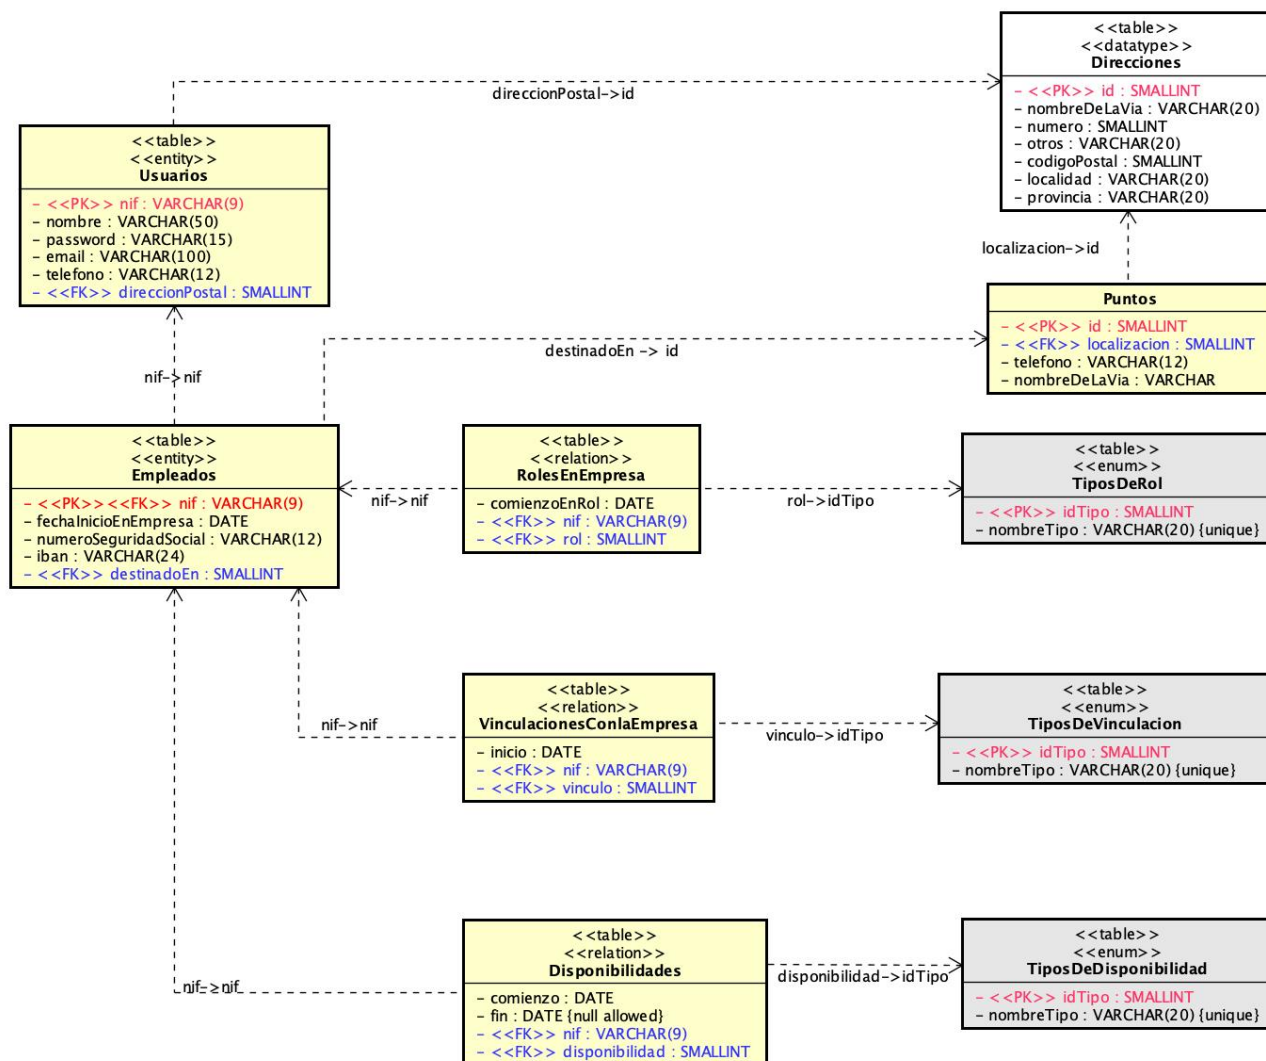 <<table>>
<<datatype>>
Direcciones
- <<PK>> id : SMALLINT
- nombreDeLaVia : VARCHAR(20)
- numero : SMALLINT
- otros : VARCHAR(20)
- codigoPostal : SMALLINT
- localidad : VARCHAR(20)
- provincia : VARCHAR(20)
direccionPostal->id
<<table>>
<<entity>>
Usuarios
- <<PK>> nif : VARCHAR(9)
- nombre : VARCHAR(50)
- password : VARCHAR(15)
- email : VARCHAR(100)
- telefono : VARCHAR(12)
- <<FK>> direccionPostal : SMALLINT
localizacion->id
Puntos
- <<PK>> id : SMALLINT
- <<FK>> localizacion : SMALLINT
- telefono : VARCHAR(12)
- nombreDeLaVia : VARCHAR
destinadoEn -> id
nif->nif
<<table>>
<<entity>>
Empleados
- <<PK>><<FK>> nif : VARCHAR(9)
- fechaInicioEnEmpresa : DATE
- numeroSeguridadSocial : VARCHAR(12)
- iban : VARCHAR(24)
- <<FK>> destinadoEn : SMALLINT
nif->nif
<<table>>
<<relation>>
RolesEnEmpresa
- comienzoEnRol : DATE
- <<FK>> nif : VARCHAR(9)
- <<FK>> rol : SMALLINT
rol->idTipo
<<table>>
<<enum>>
TiposDeRol
- <<PK>> idTipo : SMALLINT
- nombreTipo : VARCHAR(20) {unique}
nif->nif
<<table>>
<<relation>>
VinculacionesConlaEmpresa
- inicio : DATE
- <<FK>> nif : VARCHAR(9)
- <<FK>> vinculo : SMALLINT
vinculo->idTipo
<<table>>
<<enum>>
TiposDeVinculacion
- <<PK>> idTipo : SMALLINT
- nombreTipo : VARCHAR(20) {unique}
nif->nif
<<table>>
<<relation>>
Disponibilidades
- comienzo : DATE
- fin : DATE {null allowed}
- <<FK>> nif : VARCHAR(9)
- <<FK>> disponibilidad : SMALLINT
disponibilidad->idTipo
<<table>>
<<enum>>
TiposDeDisponibilidad
- <<PK>> idTipo : SMALLINT
- nombreTipo : VARCHAR(20) {unique}